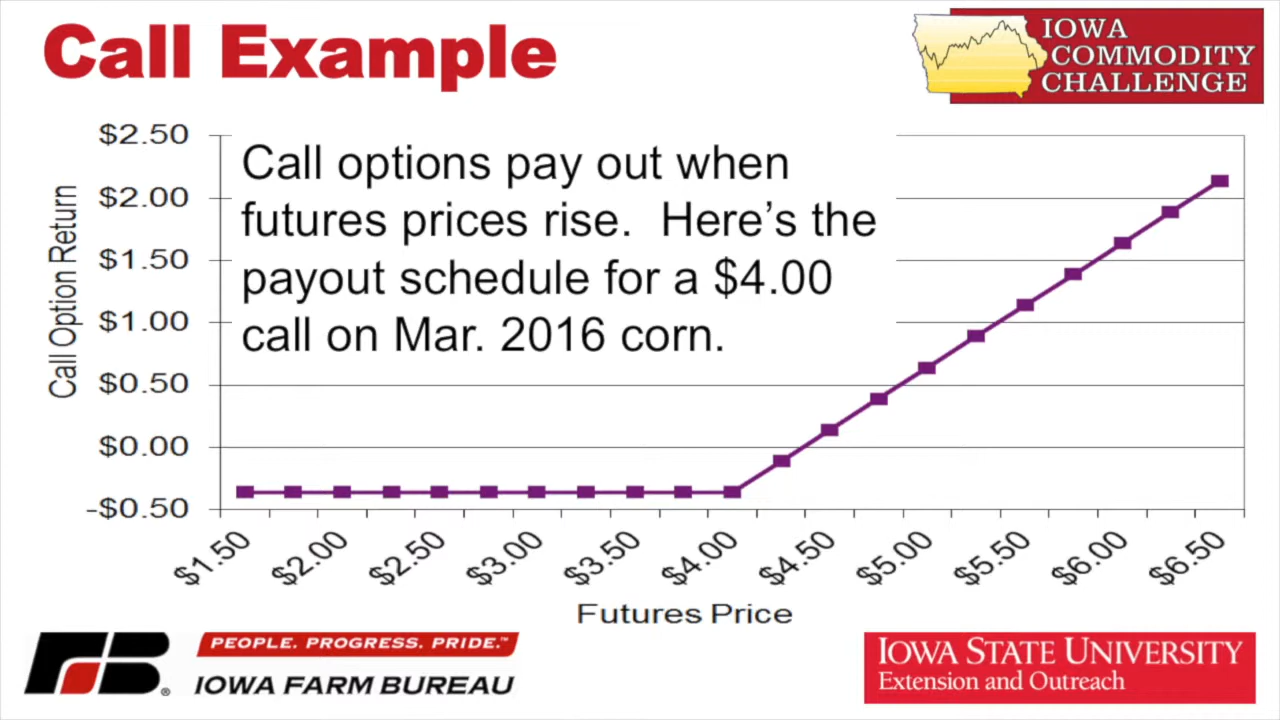 Call Example
IOWA
COMMODITY
CHALLENGE
Call options pay out when
futures prices rise.  Here’s the
payout schedule for a $4.00
call on Mar. 2016 corn.
Call Option Return
$2.50
$2.00
$1.50
$1.00
$0.50
$0.00
-$0.50
$1.50
$2.00
$2.50
$3.00
$3.50
$4.00
$4.50
$5.00
$5.50
$6.00
$6.50
Futures Price
PEOPLE. PROGRESS. PRIDE.™
FB®
IOWA FARM BUREAU
IOWA STATE UNIVERSITY
Extension and Outreach